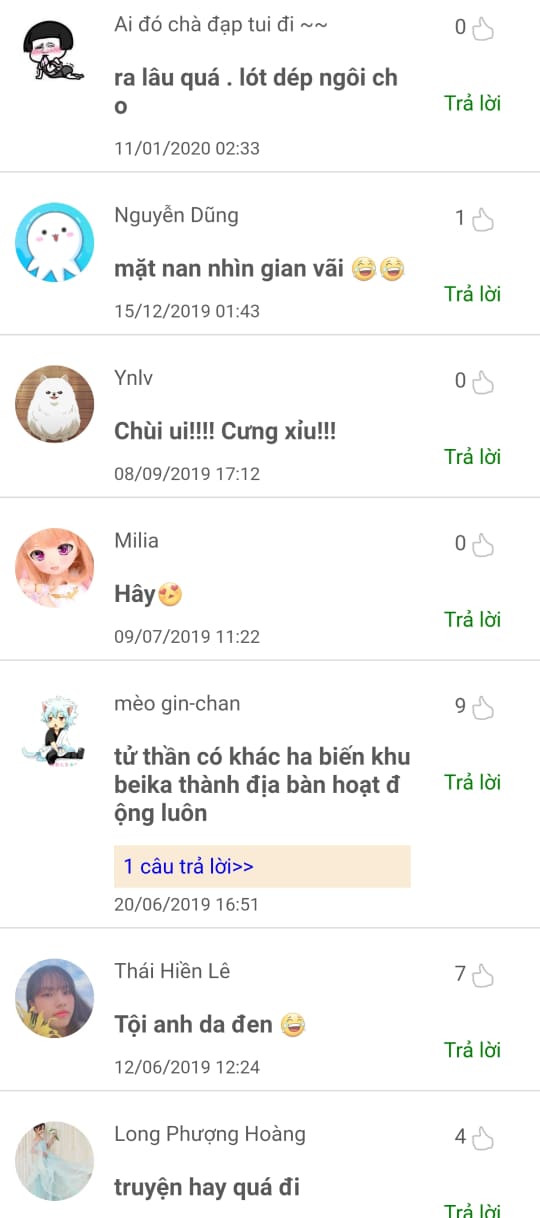 Ai đó chà đạp tui đi ~~
0
ra lâu quá . lót dép ngôi ch
o
Trả lời
11/01/2020 02:33
Nguyễn Dũng
1
mặt nan nhìn gian vãi 😂😂
Trả lời
15/12/2019 01:43
Ynlv
0
Chùi ui!!!! Cưng xỉu!!!
Trả lời
08/09/2019 17:12
Milia
0
Hây😍
Trả lời
09/07/2019 11:22
mèo gin-chan
9
tử thần có khác ha biến khu
beika thành địa bàn hoạt đ
ộng luôn
Trả lời
1 câu trả lời>>
20/06/2019 16:51
Thái Hiền Lê
7
Tội anh da đen 😂
Trả lời
12/06/2019 12:24
Long Phượng Hoàng
4
truyện hay quá đi
Trả lời